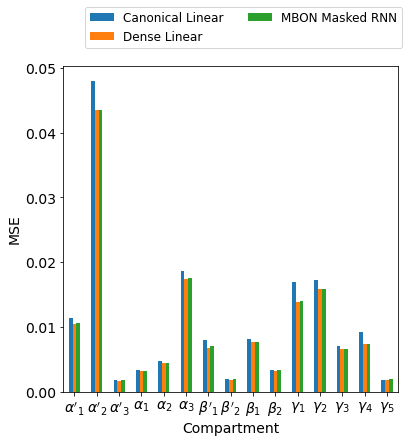 Canonical Linear
Dense Linear
MBON Masked RNN
0.05
0.04
0.03
0.02
0.01
0.00
MSE
α'₁ α'₂ α'₃ α₁ α₂ α₃ β'₁ β'₂ β₁ β₂ γ₁ γ₂ γ₃ γ₄ γ₅
Compartment